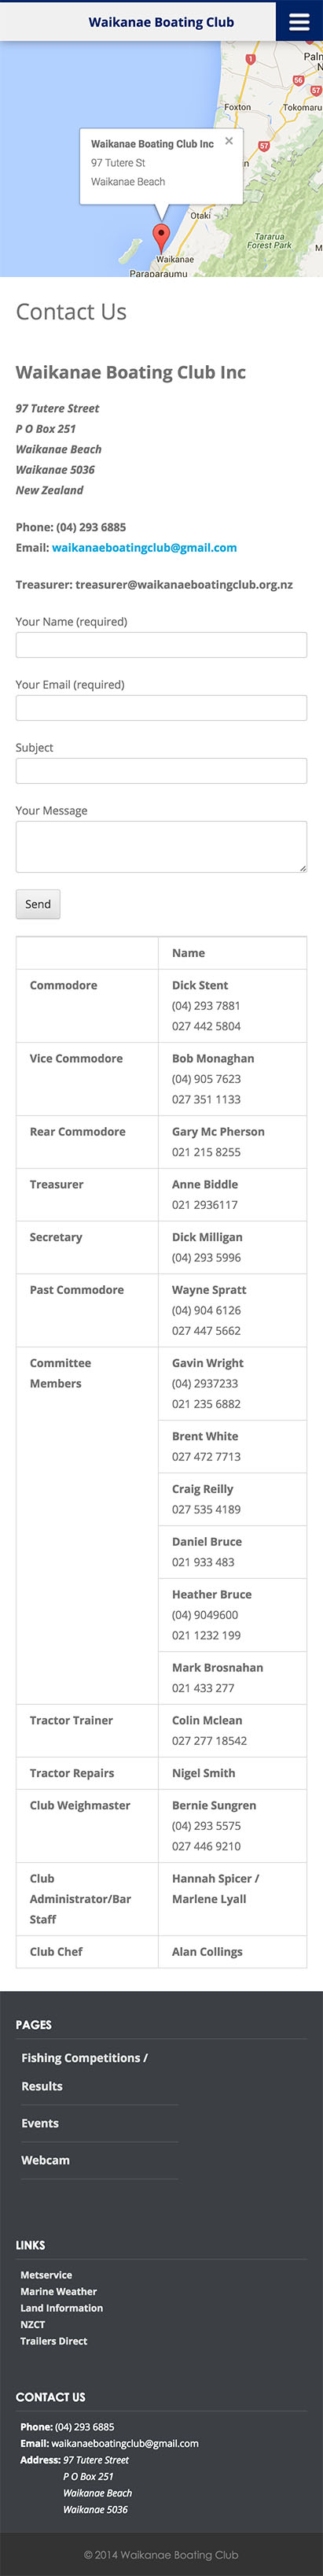 Waikanae Boating Club
1
Palm
56
Foxton
Tokomaru
57
57
Waikanae Boating Club Inc
97 Tutere St
Waikanae Beach
Otaki
Tararua
Forest Park
Waikanae
Paraparaumu
M
Contact Us
Waikanae Boating Club Inc
97 Tutere Street
P O Box 251
Waikanae Beach
Waikanae 5036
New Zealand
Phone: (04) 293 6885
Email: waikanaeboatingclub@gmail.com
Treasurer: treasurer@waikanaeboatingclub.org.nz
Your Name (required)
Your Email (required)
Subject
Your Message
Send
Name
Commodore
Dick Stent
(04) 293 7881
027 442 5804
Vice Commodore
Bob Monaghan
(04) 905 7623
027 351 1133
Rear Commodore
Gary Mc Pherson
021 215 8255
Treasurer
Anne Biddle
021 2936117
Secretary
Dick Milligan
(04) 293 5996
Past Commodore
Wayne Spratt
(04) 904 6126
027 447 5662
Committee
Members
Gavin Wright
(04) 2937233
021 235 6882
Brent White
027 472 7713
Craig Reilly
027 535 4189
Daniel Bruce
021 933 483
Heather Bruce
(04) 9049600
021 1232 199
Mark Brosnahan
021 433 277
Tractor Trainer
Colin Mclean
027 277 18542
Tractor Repairs
Nigel Smith
Club Weighmaster
Bernie Sungren
(04) 293 5575
027 446 9210
Club
Administrator/Bar
Staff
Hannah Spicer /
Marlene Lyall
Club Chef
Alan Collings
PAGES
Fishing Competitions /
Results
Events
Webcam
LINKS
Metservice
Marine Weather
Land Information
NZCT
Trailers Direct
CONTACT US
Phone: (04) 293 6885
Email: waikanaeboatingclub@gmail.com
Address: 97 Tutere Street
P O Box 251
Waikanae Beach
Waikanae 5036
© 2014 Waikanae Boating Club